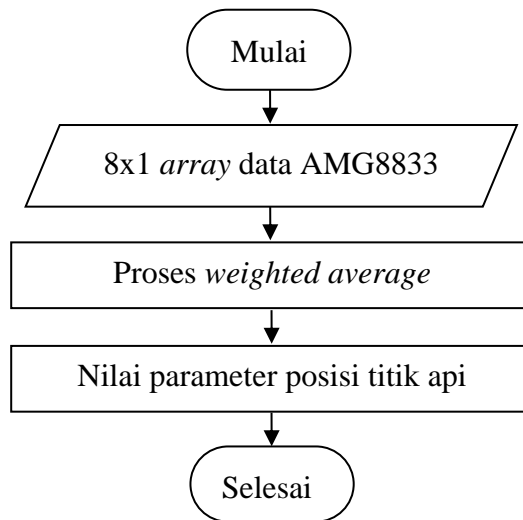 Mulai
8x1 array data AMG8833
Proses weighted average
Nilai parameter posisi titik api
Selesai